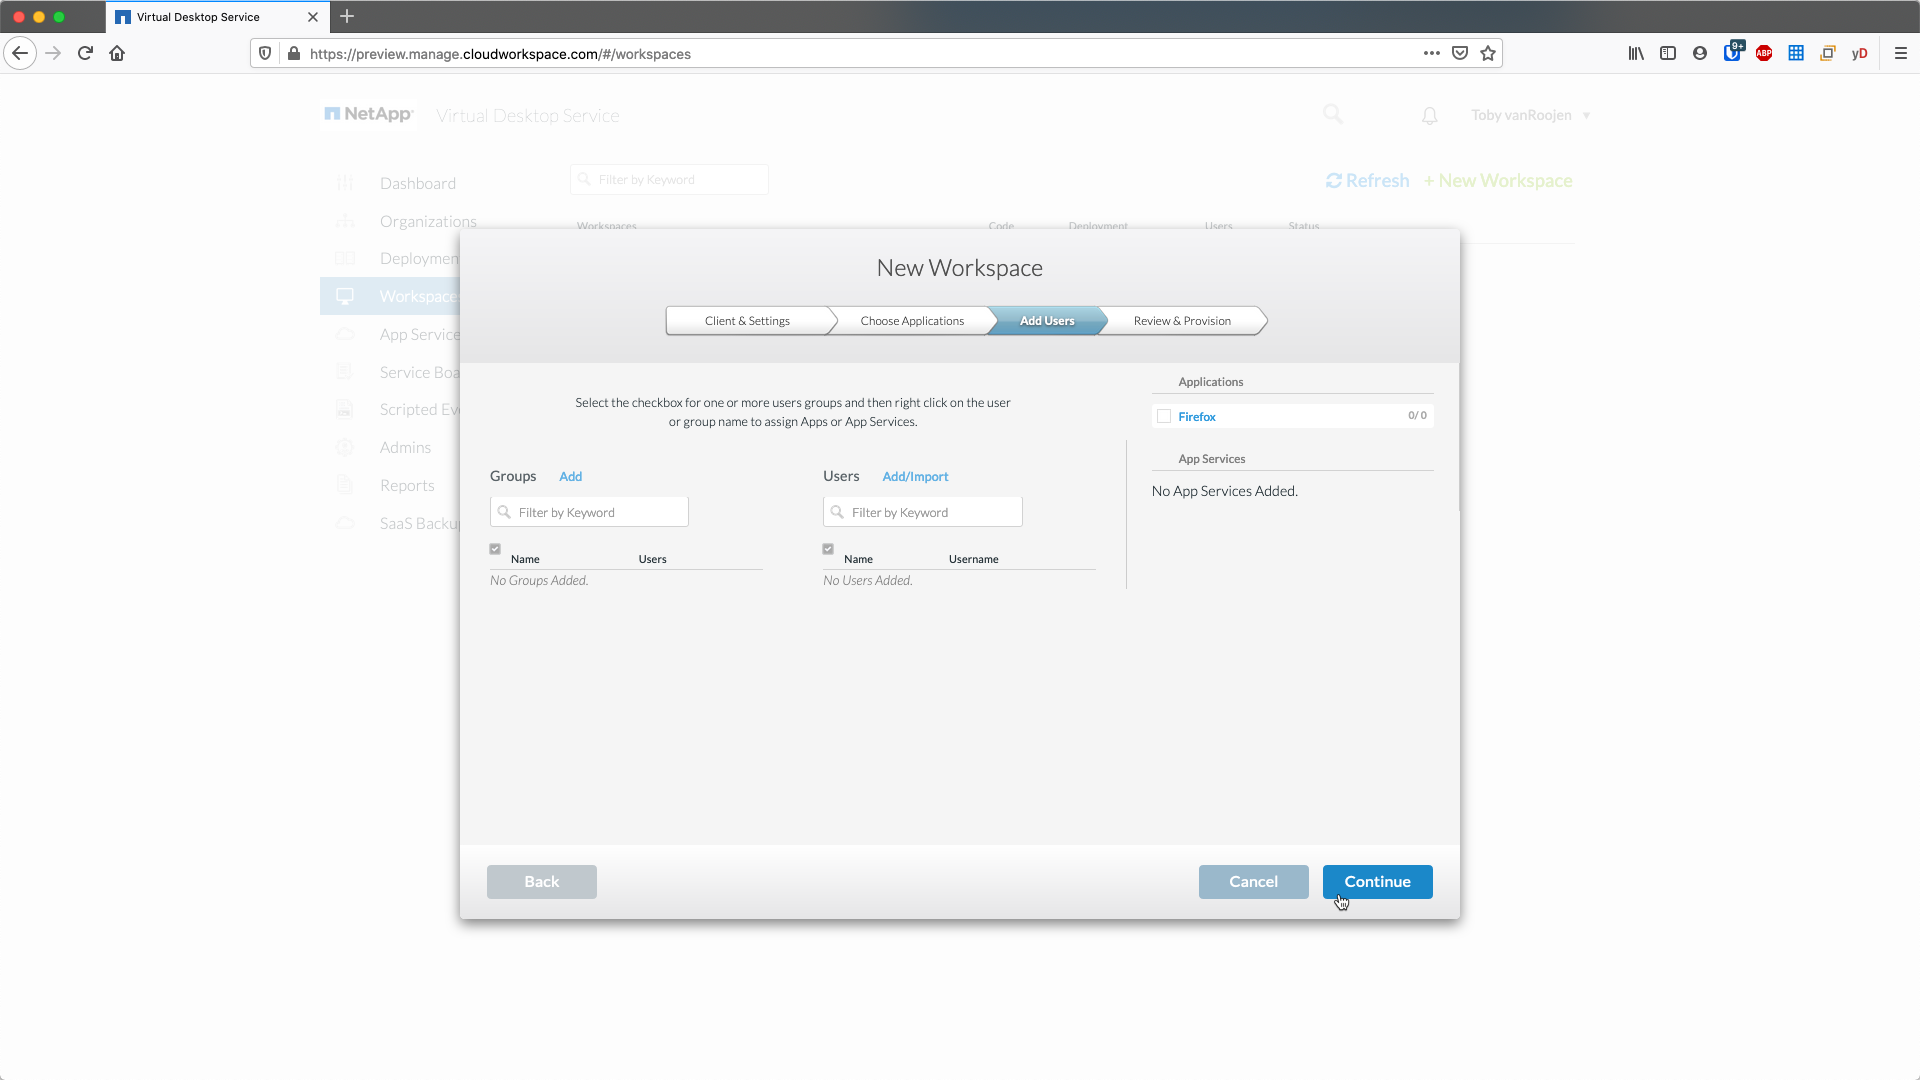 Virtual Desktop Service
https://preview.manage.cloudworkspace.com/#/workspaces
9+
ABP
yD
NetApp
Virtual Desktop Service
Toby vanRoojen
Dashboard
Organizations
Deploymen
Workspace
App Service
Service Boa
Scripted Eve
Admins
Reports
SaaS Backu
Filter by Keyword
Refresh
+ New Workspace
Workspaces
Code
Deployment
Users
Status
New Workspace
Client & Settings
Choose Applications
Add Users
Review & Provision
Select the checkbox for one or more users groups and then right click on the user
or group name to assign Apps or App Services.
Groups
Add
Filter by Keyword
Name
Users
No Groups Added.
Users
Add/Import
Filter by Keyword
Name
Username
No Users Added.
Applications
Firefox
0/ 0
App Services
No App Services Added.
Back
Cancel
Continue